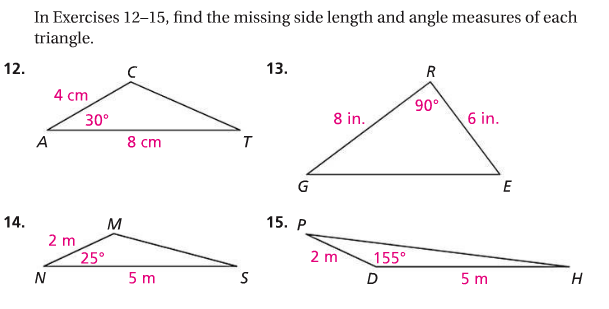 In Exercises 12–15, find the missing side length and angle measures of each
triangle.
12.
C
4 cm
30°
A
8 cm
T
13.
R
90°
8 in.
6 in.
G
E
14.
M
2 m
25°
N
5 m
S
15.
P
2 m
155°
D
5 m
H